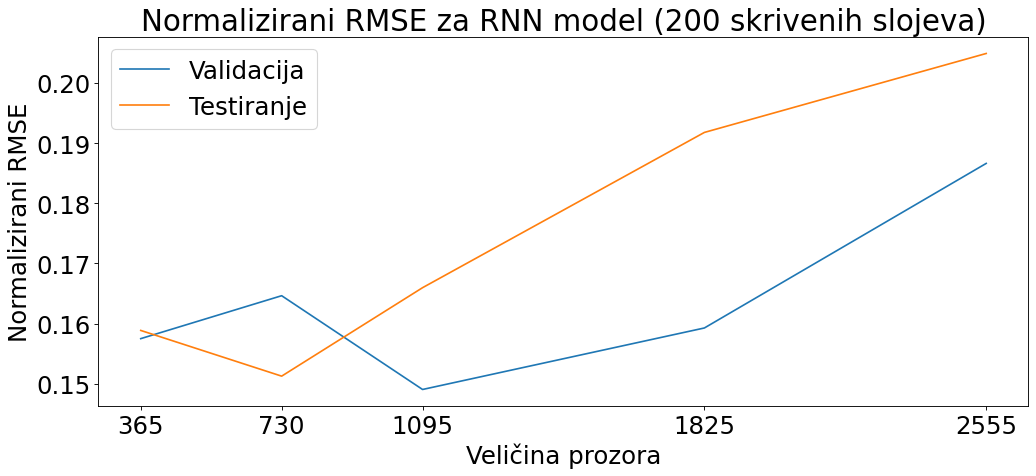 Normalizirani RMSE za RNN model (200 skrivenih slojeva)
Validacija
Testiranje
Normalizirani RMSE
0.20
0.19
0.18
0.17
0.16
0.15
365 730 1095 1825 2555
Veličina prozora